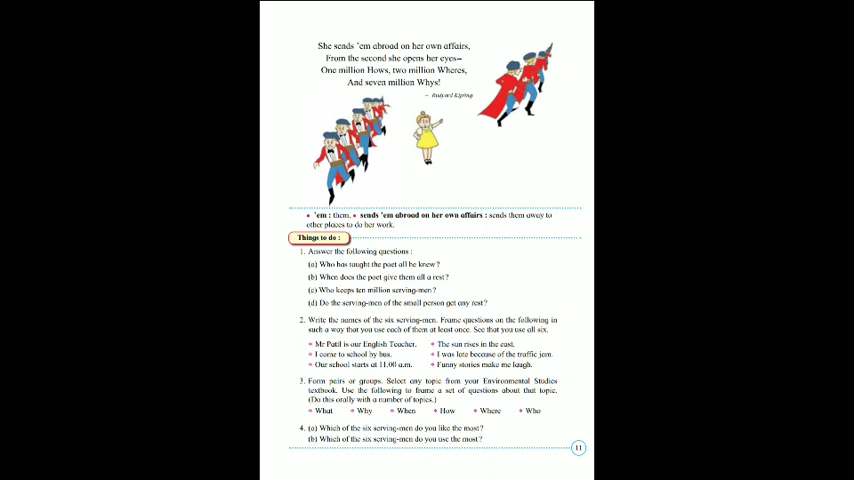 She sends 'em abroad on her own affairs,
From the second she opens her eyes–
One million Hows, two million Wheres,
And seven million Whys!
– Rudyard Kipling
• 'em : them. • sends 'em abroad on her own affairs : sends them away to
other places to do her work.
Things to do :
1. Answer the following questions :
(a) Who has taught the poet all he knew?
(b) When does the poet give them all a rest?
(c) Who keeps ten million serving-men?
(d) Do the serving-men of the small person get any rest?
2. Write the names of the six serving-men. Frame questions on the following in
such a way that you use each of them at least once. See that you use all six.
• Mr Patil is our English Teacher. • The sun rises in the east.
• I come to school by bus. • I was late because of the traffic jam.
• Our school starts at 11.00 a.m. • Funny stories make me laugh.
3. Form pairs or groups. Select any topic from your Environmental Studies
textbook. Use the following to frame a set of questions about that topic.
(Do this orally with a number of topics.)
• What • Why • When • How • Where • Who
4. (a) Which of the six serving-men do you like the most?
(b) Which of the six serving-men do you use the most?
11